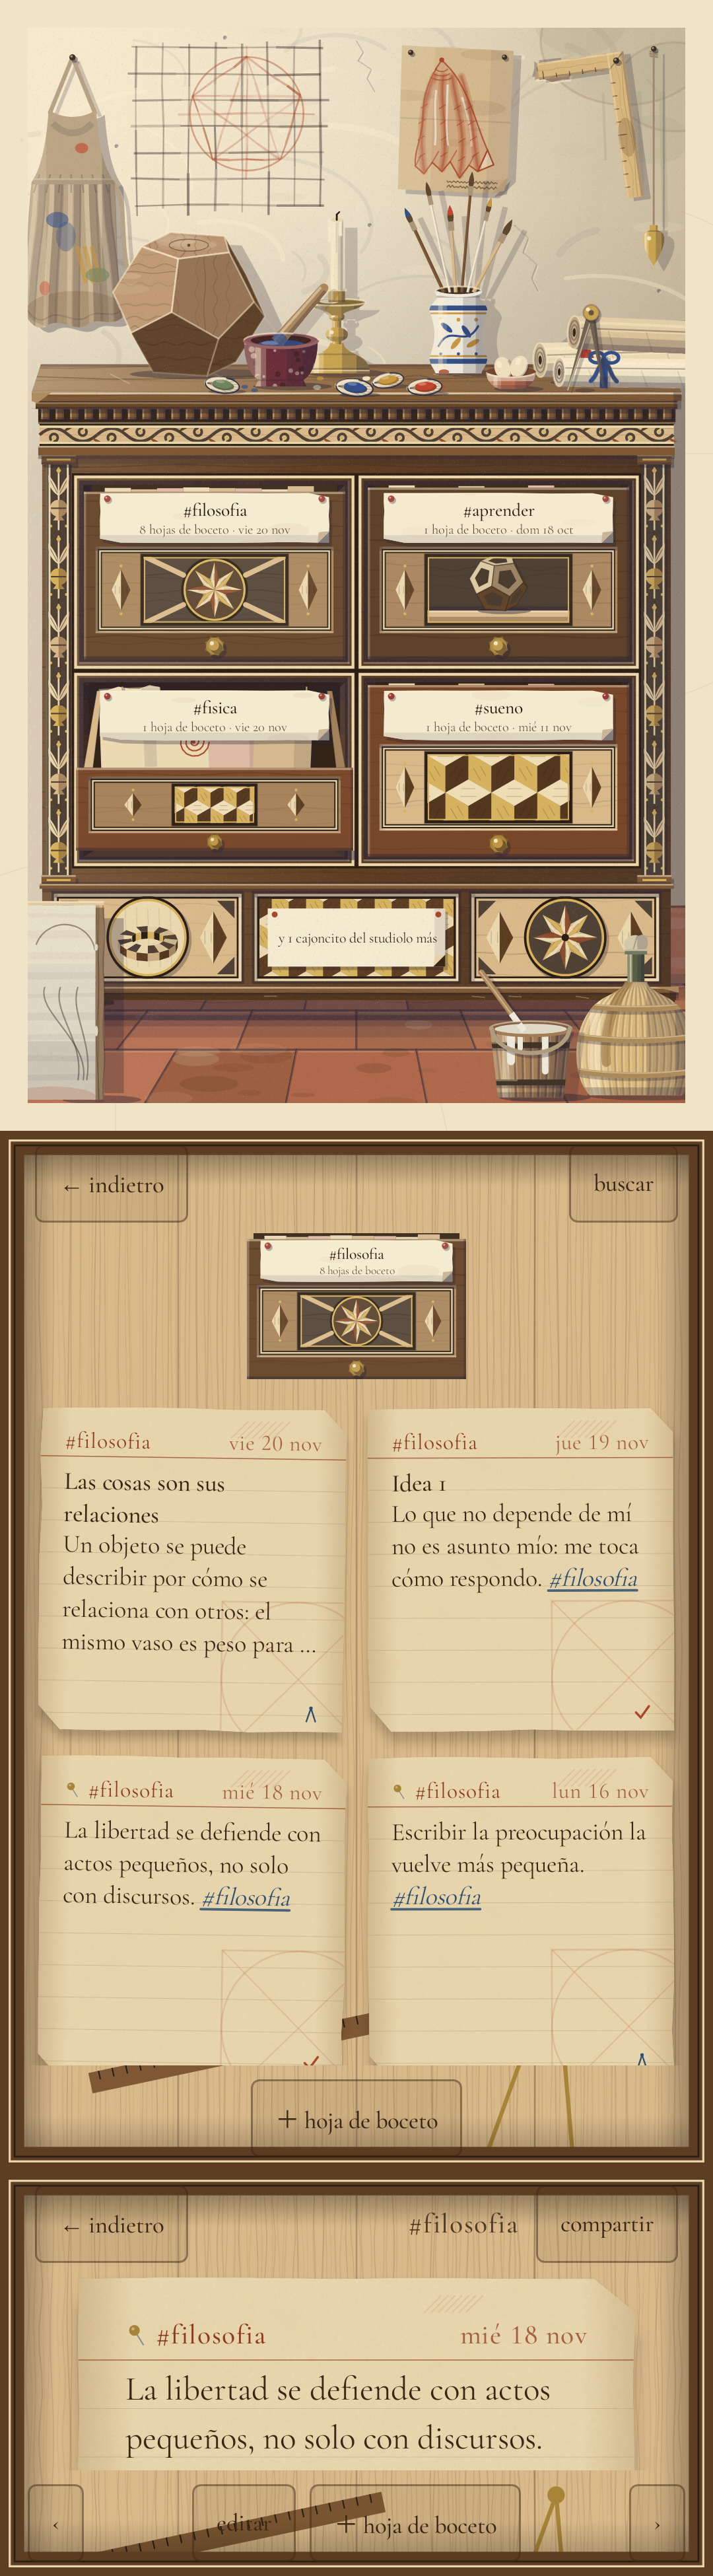 #filosofia
8 hojas de boceto · vie 20 nov
#aprender
1 hoja de boceto · dom 18 oct
#fisica
1 hoja de boceto · vie 20 nov
#sueno
1 hoja de boceto · mié 11 nov
y 1 cajoncito del studiolo más
← indietro
buscar
#filosofia
8 hojas de boceto
#filosofia vie 20 nov
Las cosas son sus
relaciones
Un objeto se puede
describir por cómo se
relaciona con otros: el
mismo vaso es peso para ...
#filosofia jue 19 nov
Idea 1
Lo que no depende de mí
no es asunto mío: me toca
cómo respondo. #filosofia
#filosofia mié 18 nov
La libertad se defiende con
actos pequeños, no solo
con discursos. #filosofia
#filosofia lun 16 nov
Escribir la preocupación la
vuelve más pequeña.
#filosofia
+ hoja de boceto
← indietro
#filosofia
compartir
#filosofia mié 18 nov
La libertad se defiende con actos
pequeños, no solo con discursos.
‹
editar
+ hoja de boceto
›